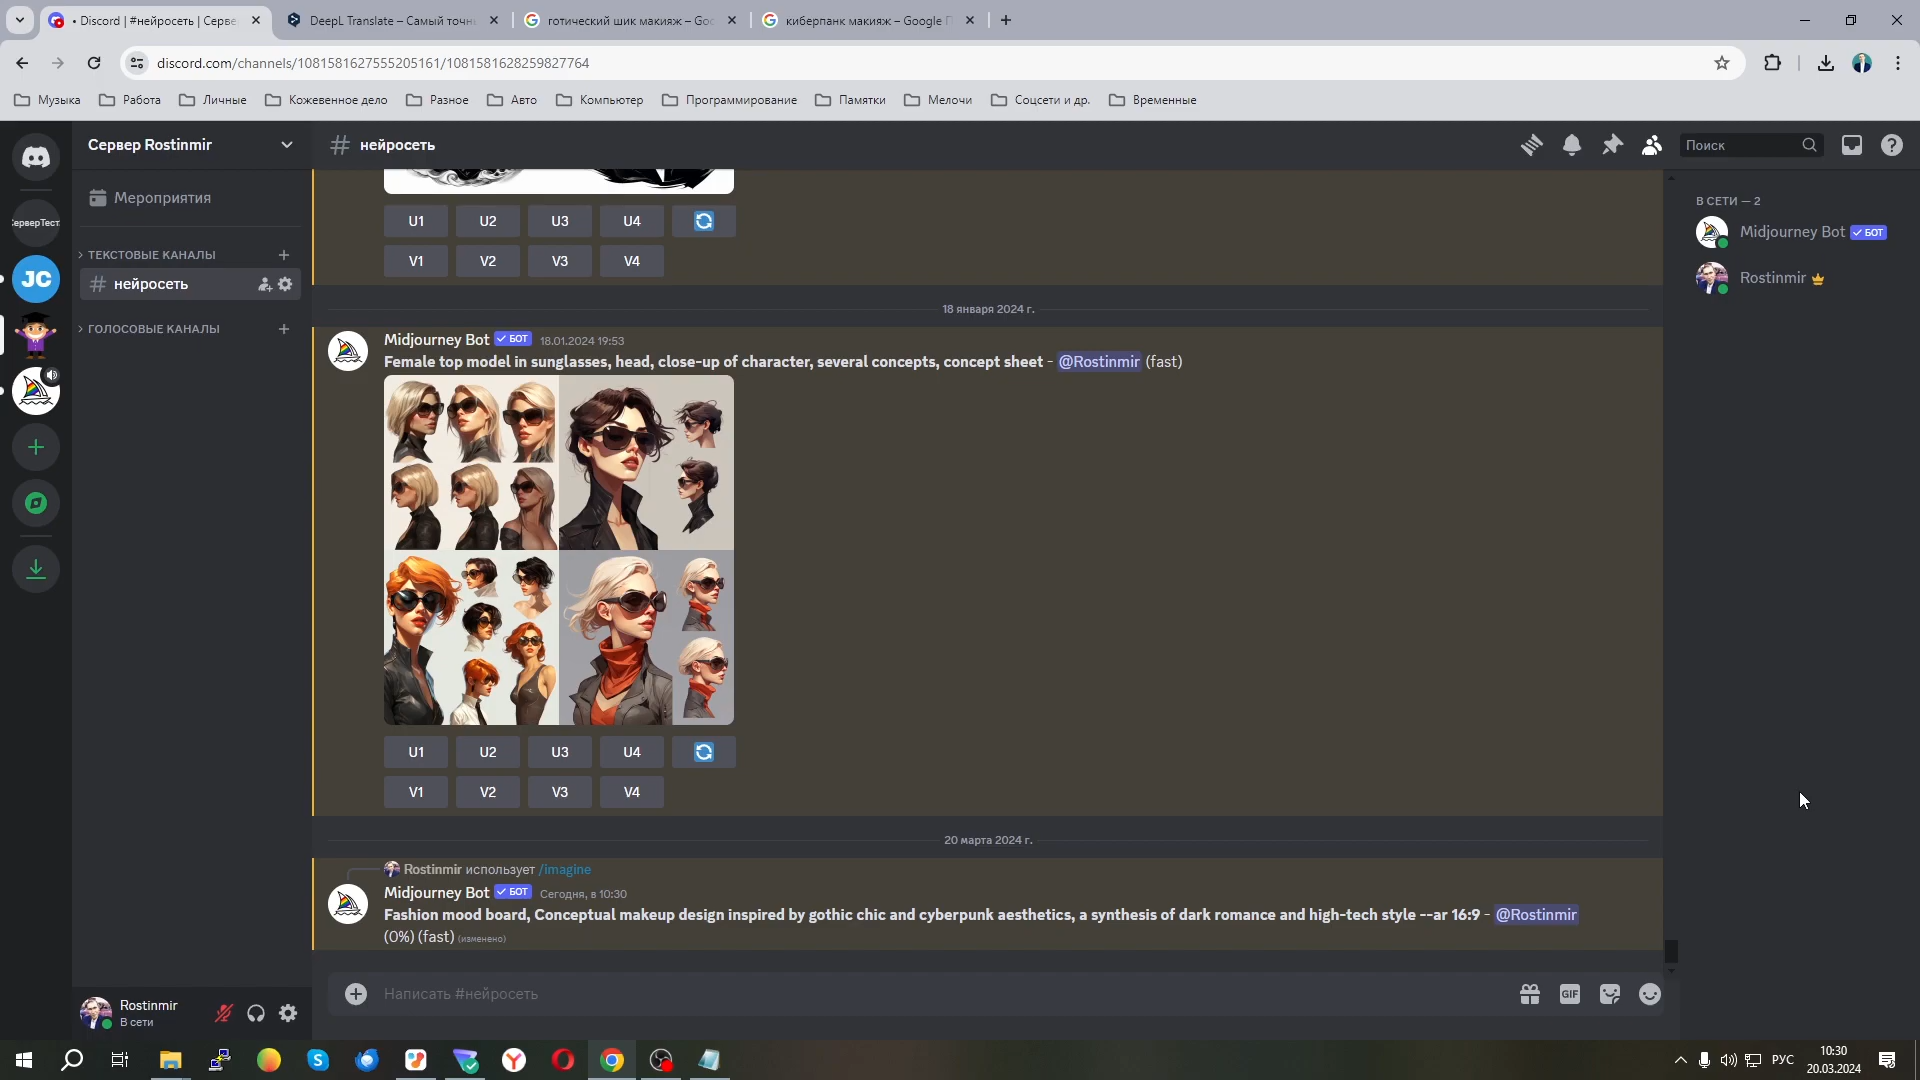 • Discord | #нейросеть | Серве
DeepL Translate – Самый точн
готический шик макияж – Goo
киберпанк макияж – Google П
discord.com/channels/1081581627555205161/1081581628259827764
Музыка
Работа
Личные
Кожевенное дело
Разное
Авто
Компьютер
Программирование
Памятки
Мелочи
Соцсети и др.
Временные
Сервер Rostinmir
нейросеть
Поиск
Мероприятия
СерверТест
ТЕКСТОВЫЕ КАНАЛЫ
нейросеть
ГОЛОСОВЫЕ КАНАЛЫ
JC
U1 U2 U3 U4
V1 V2 V3 V4
18 января 2024 г.
Midjourney Bot БОТ 18.01.2024 19:53
Female top model in sunglasses, head, close-up of character, several concepts, concept sheet - @Rostinmir (fast)
U1 U2 U3 U4
V1 V2 V3 V4
20 марта 2024 г.
Rostinmir использует /imagine
Midjourney Bot БОТ Сегодня, в 10:30
Fashion mood board, Conceptual makeup design inspired by gothic chic and cyberpunk aesthetics, a synthesis of dark romance and high-tech style --ar 16:9 - @Rostinmir
(0%) (fast) (изменено)
Написать #нейросеть
GIF
В СЕТИ — 2
Midjourney Bot БОТ
Rostinmir
Rostinmir
В сети
РУС
10:30
20.03.2024